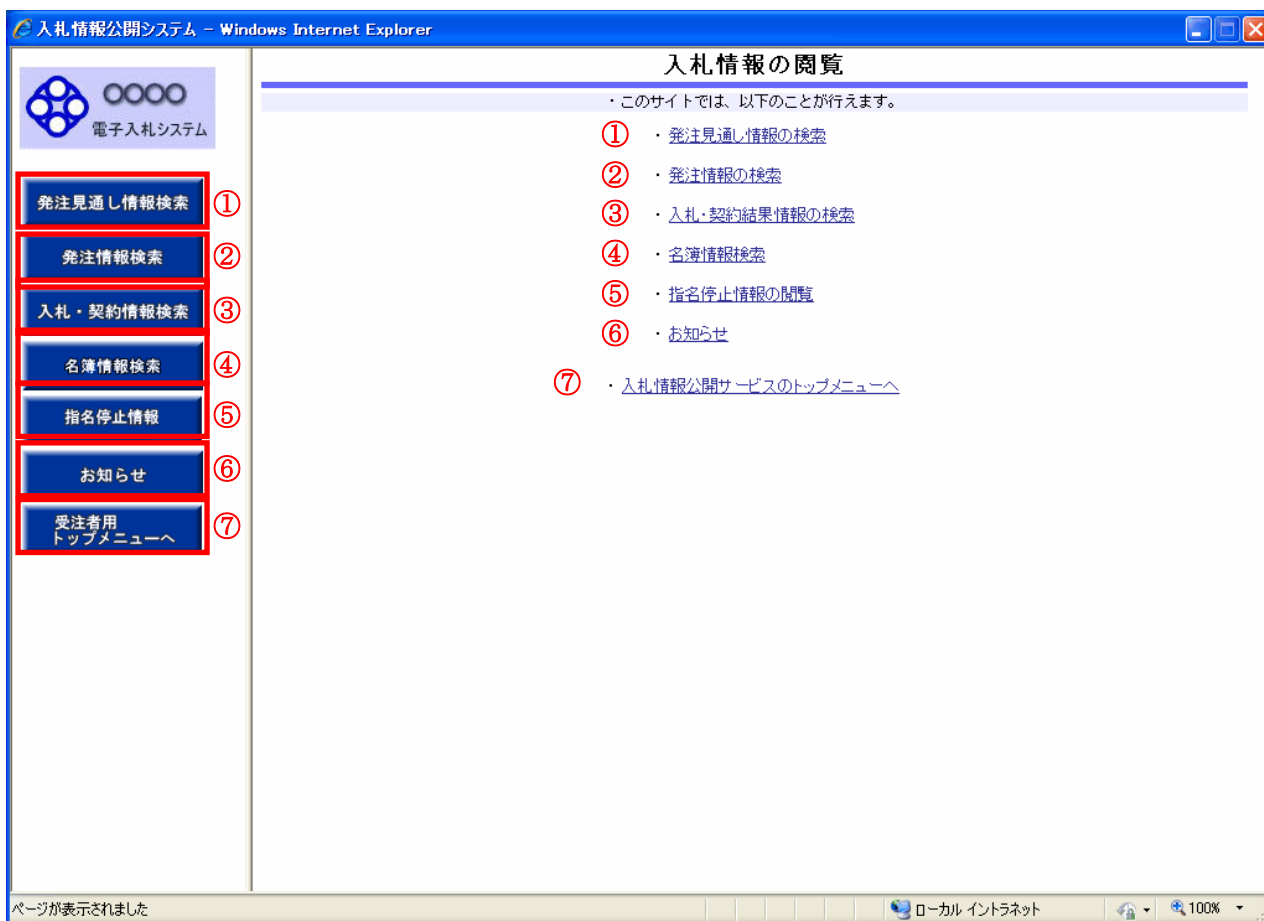 入札情報公開システム - Windows Internet Explorer
〇〇〇〇
電子入札システム
発注見通し情報検索 ①
発注情報検索 ②
入札・契約情報検索 ③
名簿情報検索 ④
指名停止情報 ⑤
お知らせ ⑥
受注者用
トップメニューへ ⑦
入札情報の閲覧
・このサイトでは、以下のことが行えます。
① ・発注見通し情報の検索
② ・発注情報の検索
③ ・入札・契約結果情報の検索
④ ・名簿情報検索
⑤ ・指名停止情報の閲覧
⑥ ・お知らせ
⑦ ・入札情報公開サービスのトップメニューへ
ページが表示されました
ローカル イントラネット
100%